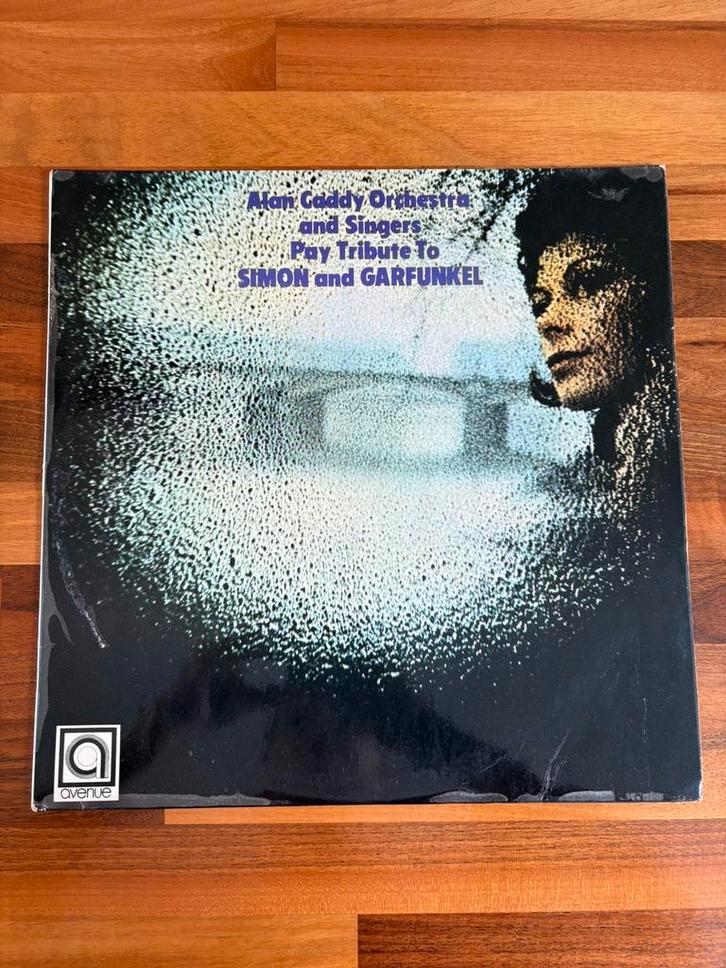 Alan Caddy Orchestra
and Singers
Pay Tribute To
SIMON and GARFUNKEL
a
avenue